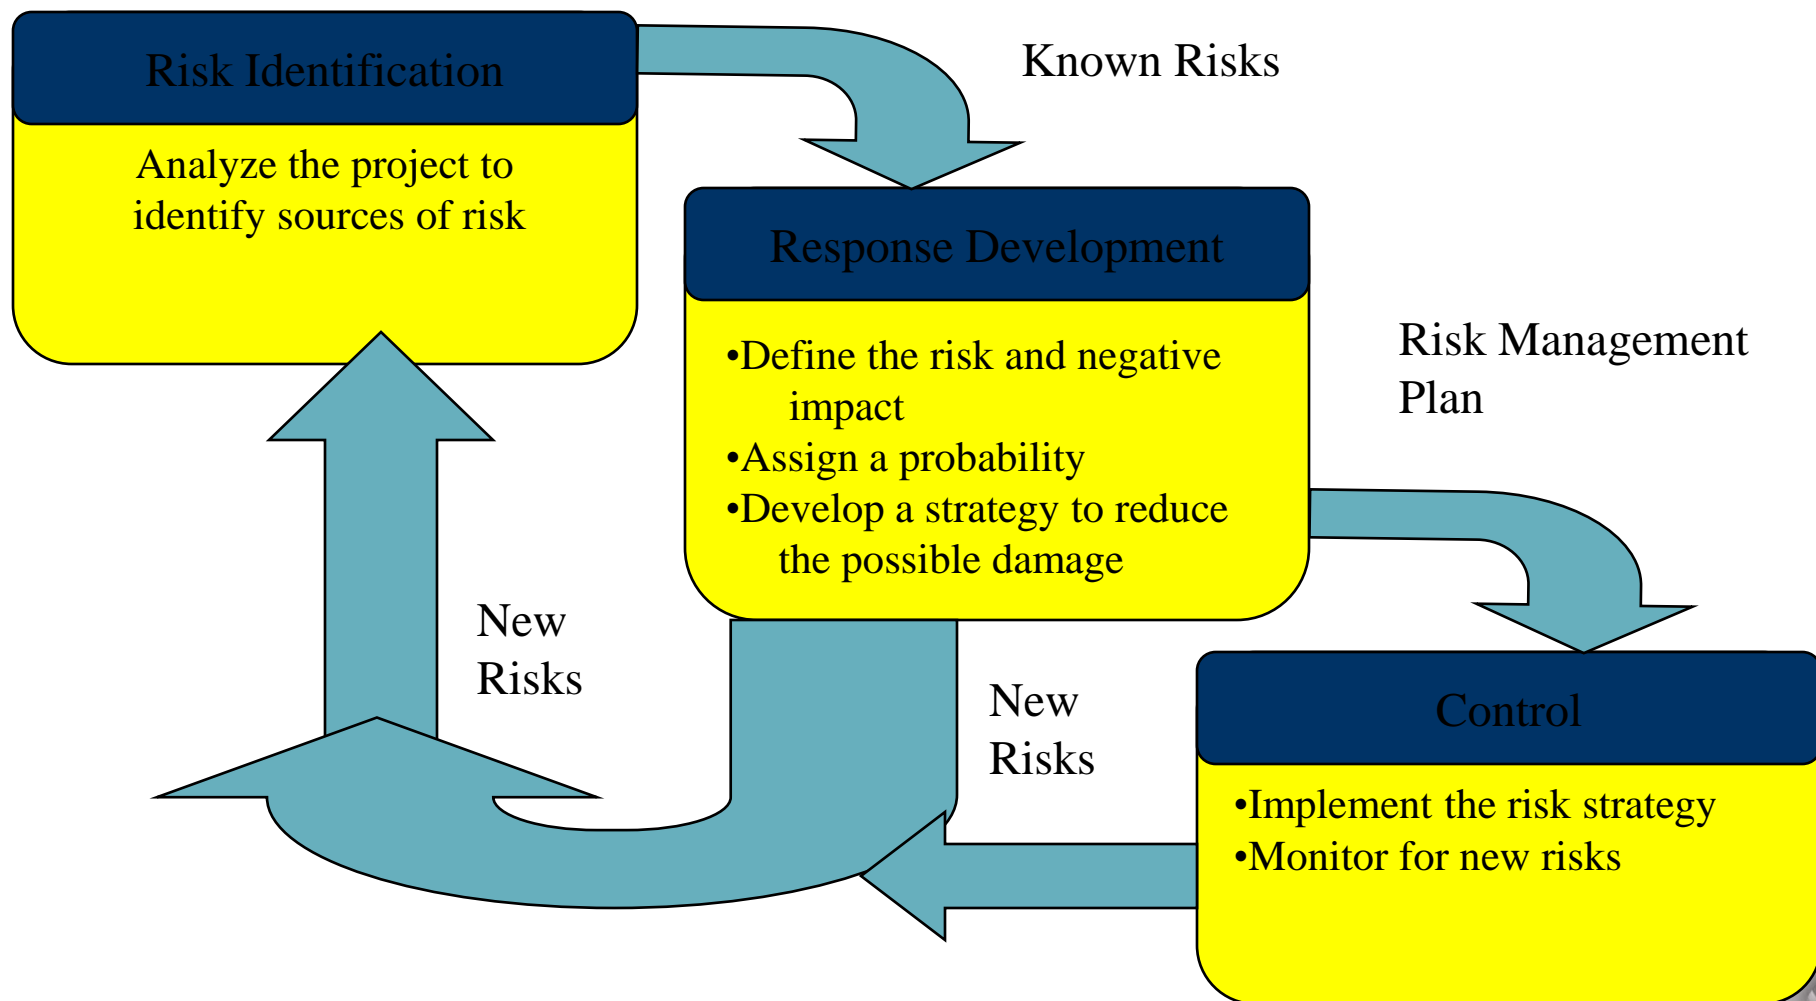 Risk Identification
Analyze the project to
identify sources of risk
Known Risks
Response Development
•Define the risk and negative
impact
•Assign a probability
•Develop a strategy to reduce
the possible damage
Risk Management
Plan
New
Risks
New
Risks
Control
•Implement the risk strategy
•Monitor for new risks